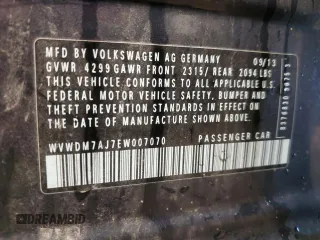 MFD BY VOLKSWAGEN AG GERMANY 09/13
GVWR 4299 GAWR FRONT 2315/ REAR 2094 LBS
THIS VEHICLE CONFORMS TO ALL APPLICABLE
FEDERAL MOTOR VEHICLE SAFETY, BUMPER AND
THEFT PREVENTION STANDARDS IN EFFECT
ON THE DATE OF MANUFACTURE SHOWN ABOVE
WVWDM7AJ7EW007070 PASSENGER CAR
© DREAMBID